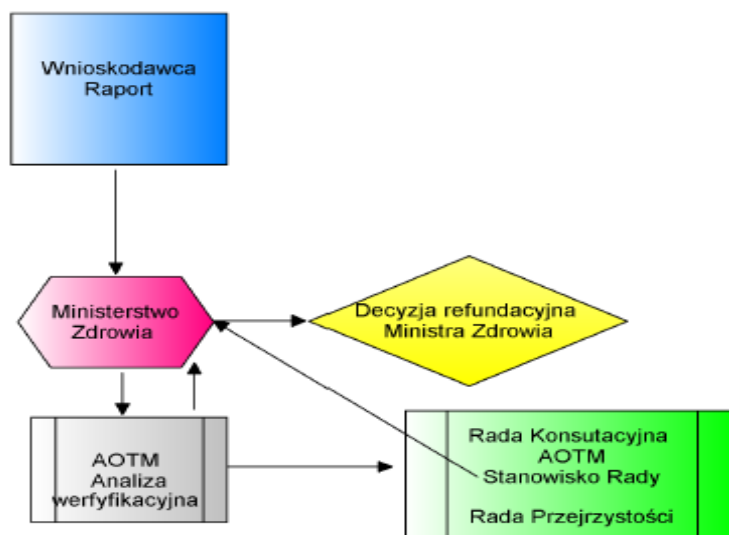 Wnioskodawca
Raport
Ministerstwo
Zdrowia
Decyzja refundacyjna
Ministra Zdrowia
AOTM
Analiza
werfyfikacyjna
Rada Konsutacyjna
AOTM
Stanowisko Rady
Rada Przejrzystości